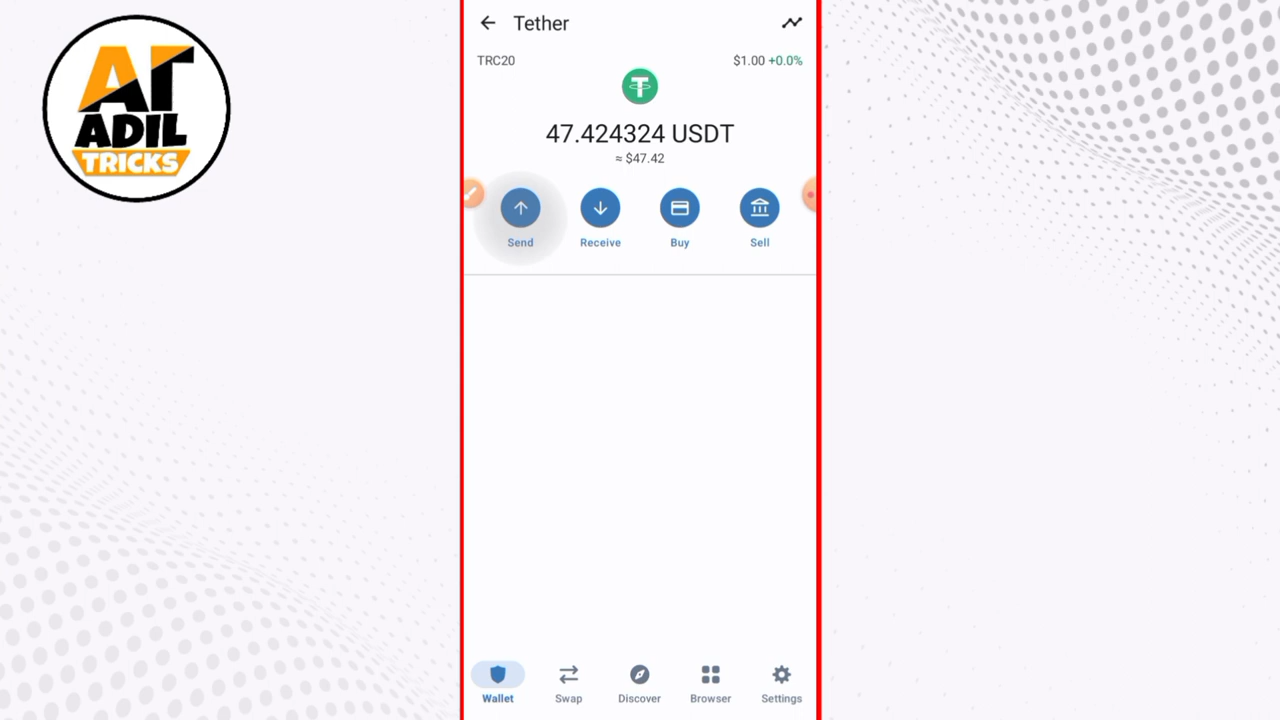 AT
ADIL
TRICKS
Tether
TRC20
$1.00 +0.0%
47.424324 USDT
≈ $47.42
Send
Receive
Buy
Sell
Wallet
Swap
Discover
Browser
Settings